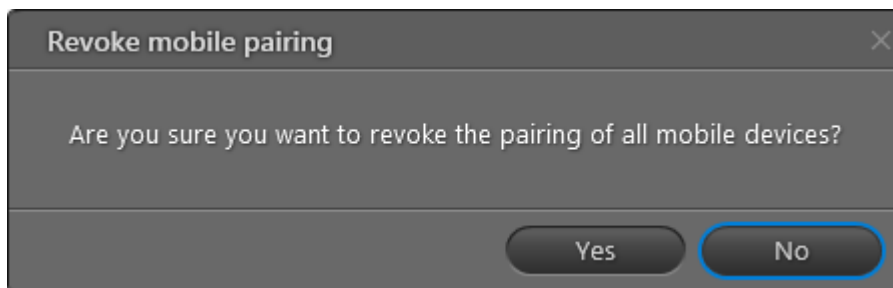 Revoke mobile pairing
Are you sure you want to revoke the pairing of all mobile devices?
Yes No